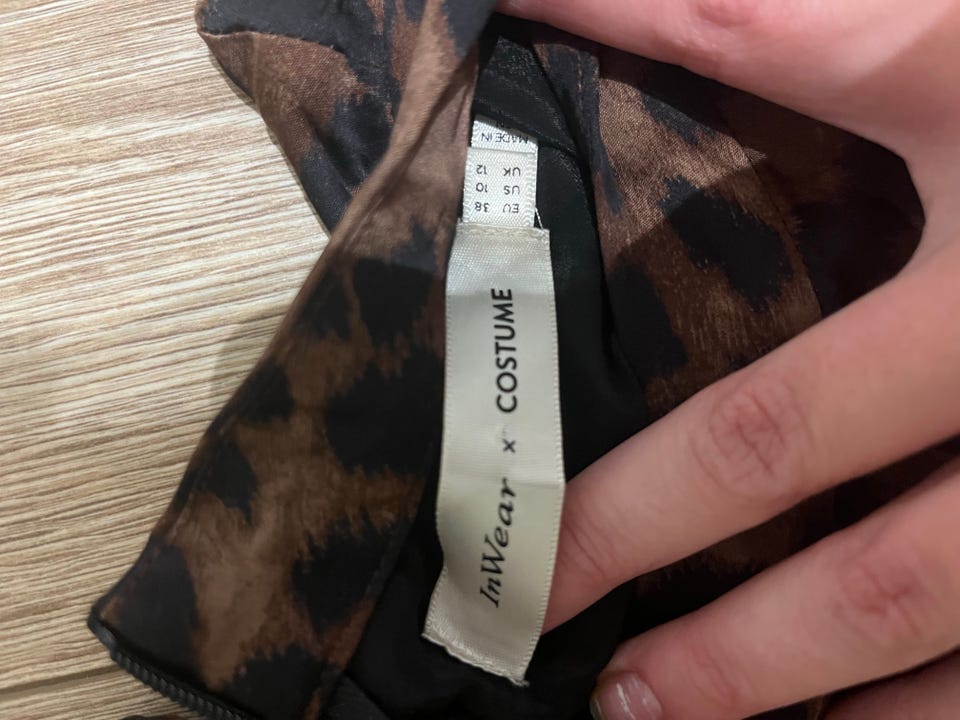 InWear x COSTUME
EU 38
US 10
UK 12
MADE IN